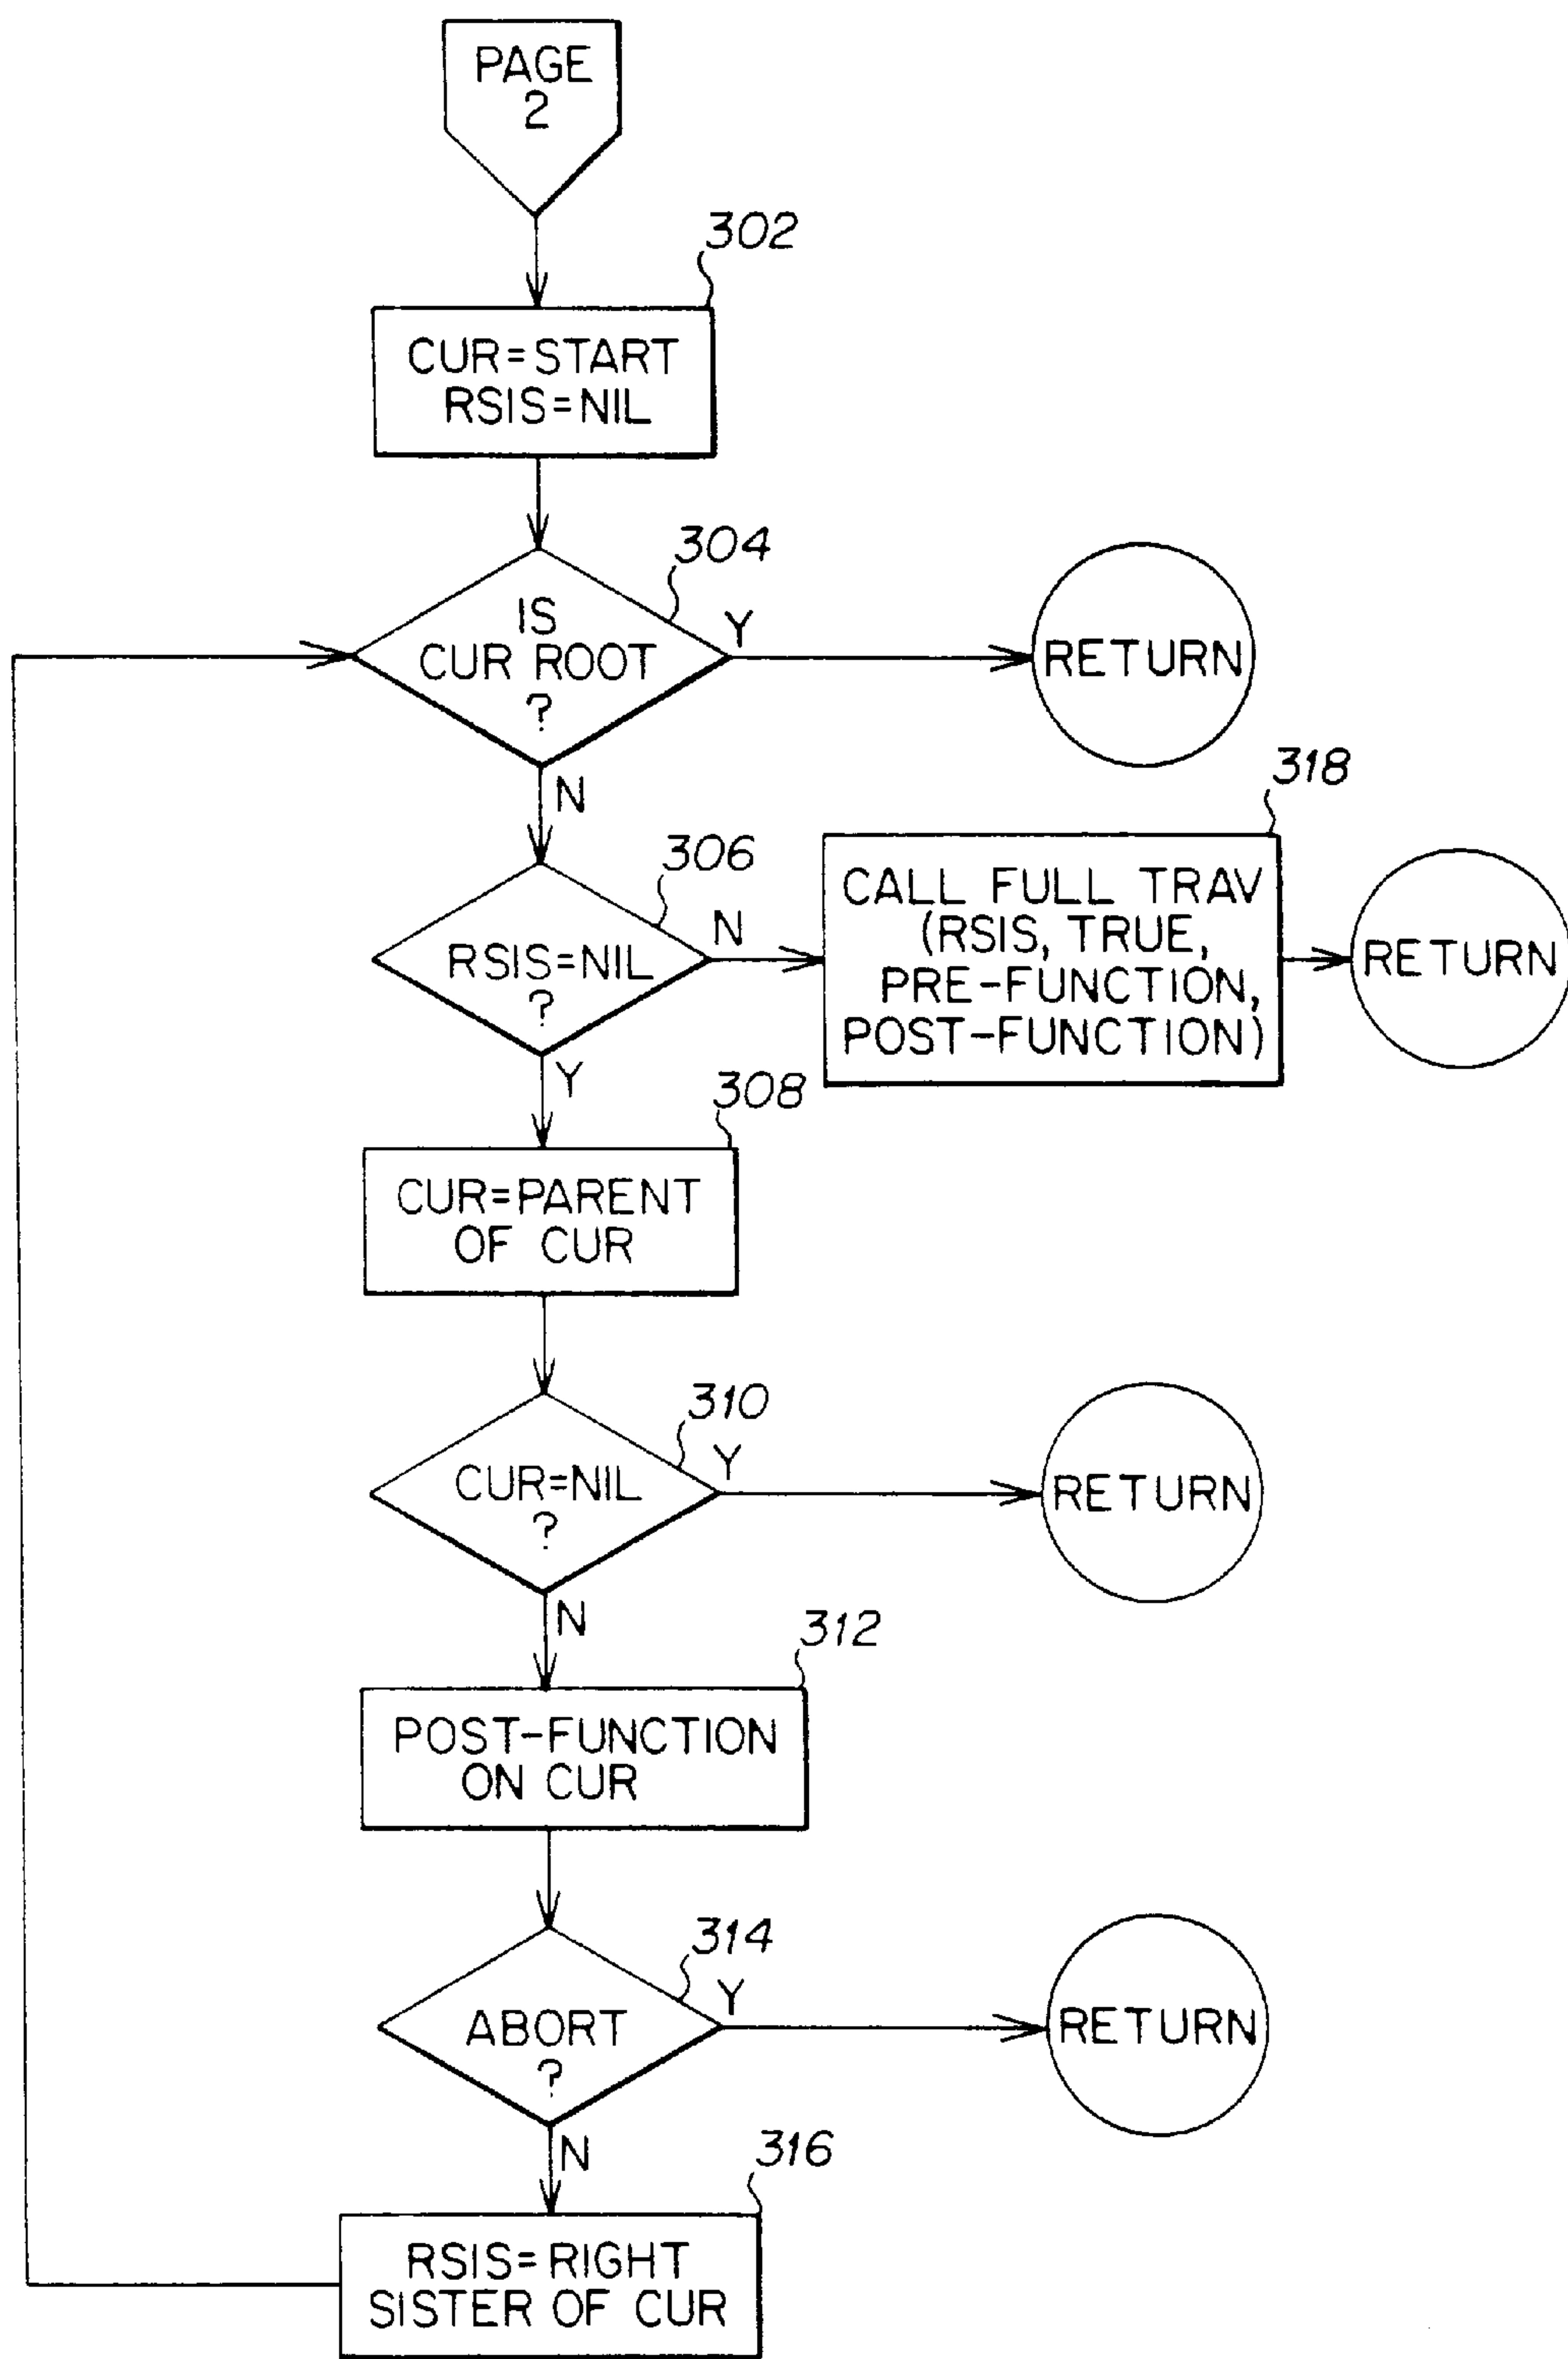 PAGE
2
302
CUR=START
RSIS=NIL
304
IS
CUR ROOT
?
Y
RETURN
N
318
306
RSIS=NIL
?
N
CALL FULL TRAV
(RSIS, TRUE,
PRE-FUNCTION,
POST-FUNCTION)
RETURN
Y
308
CUR=PARENT
OF CUR
310
CUR=NIL
?
Y
RETURN
N
312
POST-FUNCTION
ON CUR
314
ABORT
?
Y
RETURN
N
316
RSIS=RIGHT
SISTER OF CUR